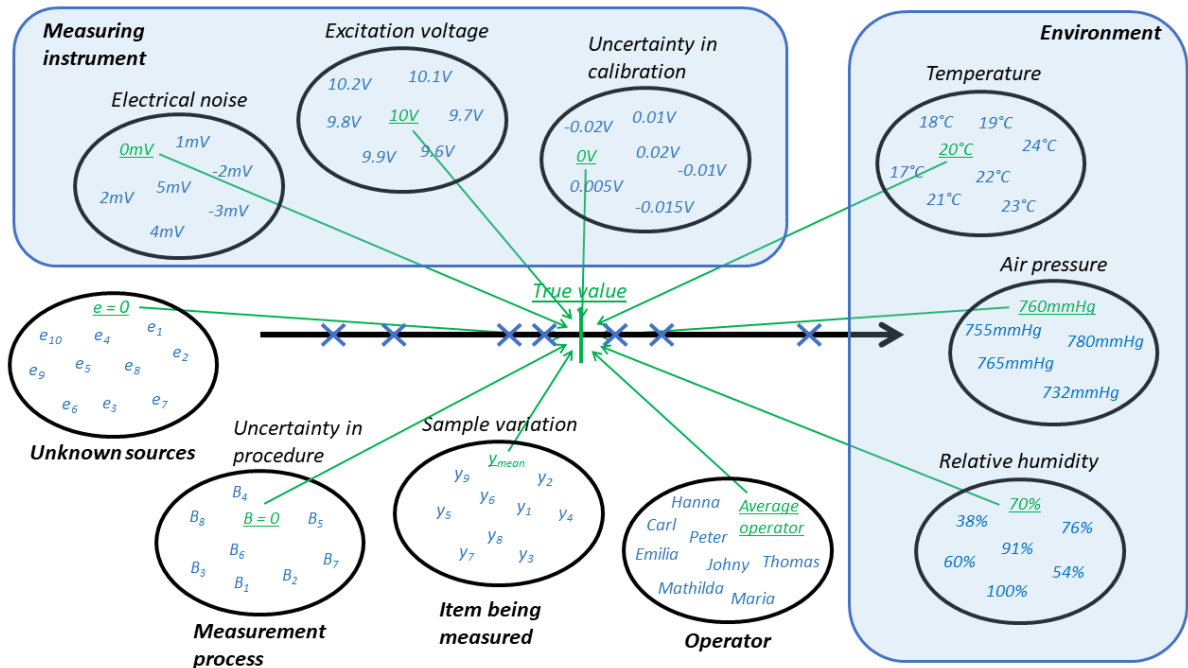 Measuring
instrument
Electrical noise
0mV
1mV
-2mV
5mV
2mV
-3mV
4mV
Excitation voltage
10.2V
10.1V
9.8V
10V
9.7V
9.9V
9.6V
Uncertainty in
calibration
-0.02V
0.01V
0V
0.02V
-0.01V
0.005V
-0.015V
Environment
Temperature
18°C
19°C
20°C
24°C
17°C
22°C
21°C
23°C
Air pressure
760mmHg
755mmHg
780mmHg
765mmHg
732mmHg
Relative humidity
70%
38%
76%
91%
60%
54%
100%
True value
e = 0
e10
e4
e1
e2
e9
e5
e8
e6
e3
e7
Unknown sources
Uncertainty in
procedure
B4
B8
B = 0
B5
B6
B7
B3
B1
B2
Measurement
process
Sample variation
ymean
y9
y2
y6
y5
y1
y4
y8
y7
y3
Item being
measured
Hanna
Average
operator
Carl
Peter
Emilia
Johny
Thomas
Mathilda
Maria
Operator